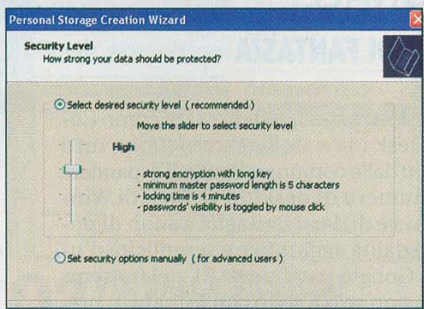 Personal Storage Creation Wizard
Security Level
How strong your data should be protected?
Select desired security level ( recommended )
Move the slider to select security level
High
- strong encryption with long key
- minimum master password length is 5 characters
- locking time is 4 minutes
- passwords' visibility is toggled by mouse click
Set security options manually ( for advanced users )